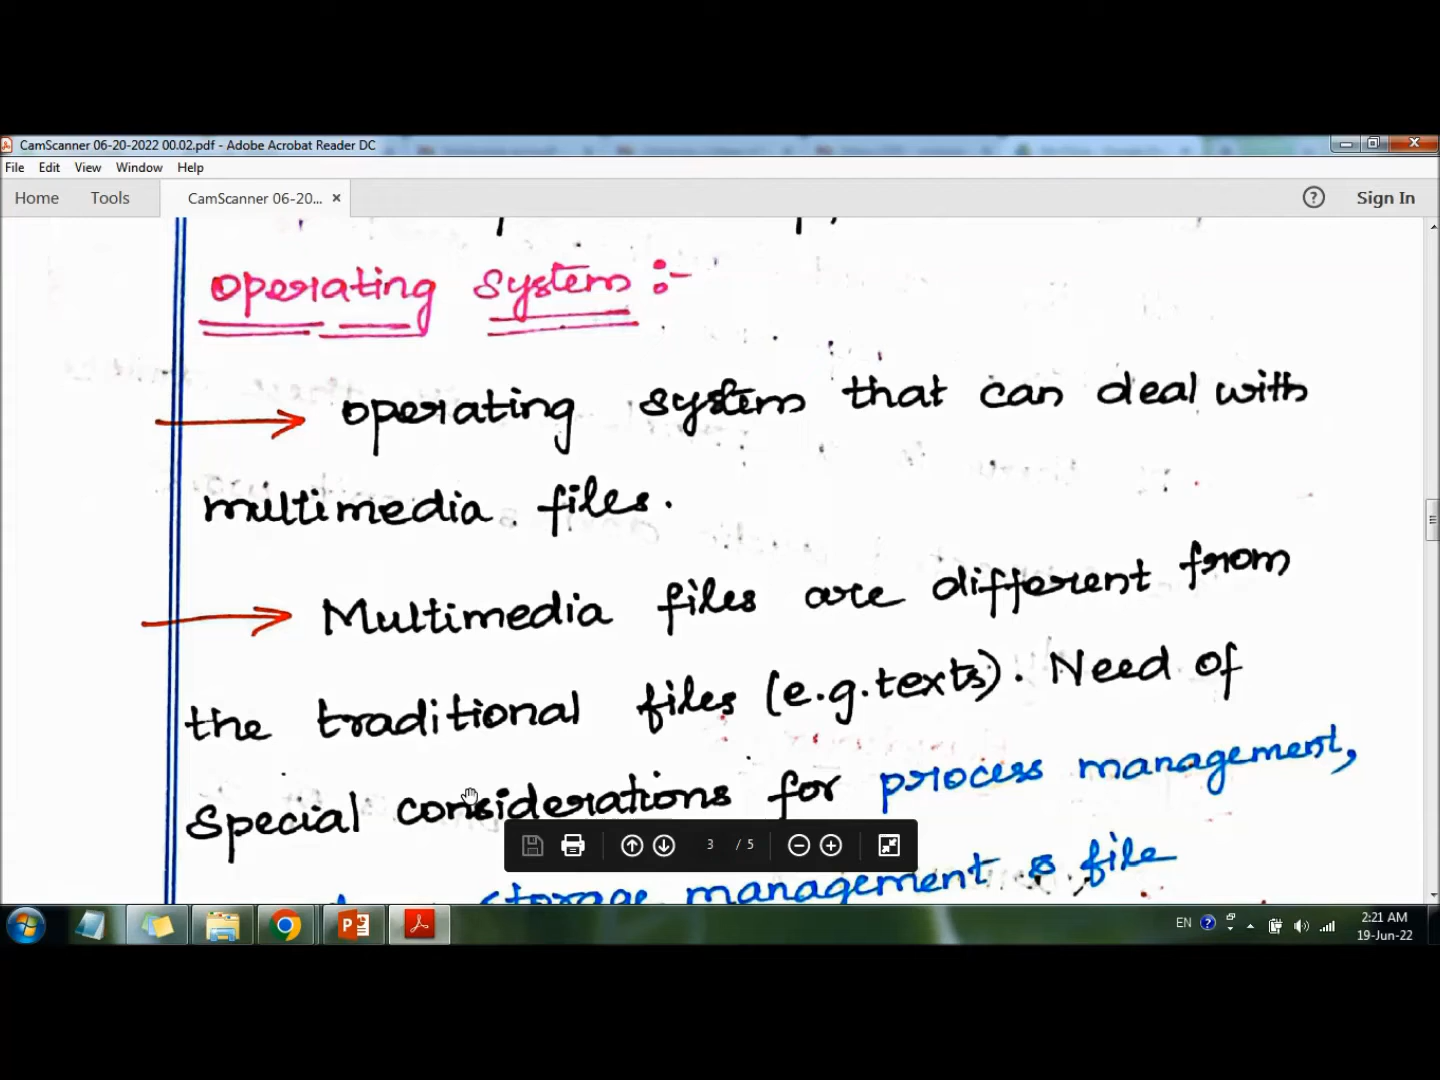 CamScanner 06-20-2022 00.02.pdf - Adobe Acrobat Reader DC
File Edit View Window Help
Home Tools CamScanner 06-20... × ? Sign In
Operating System :-
→ Operating system that can deal with
multimedia files.
→ Multimedia files are different from
the traditional files (e.g.texts). Need of
Special considerations for process management,
3 / 5
storage management & file
EN 2:21 AM
19-Jun-22